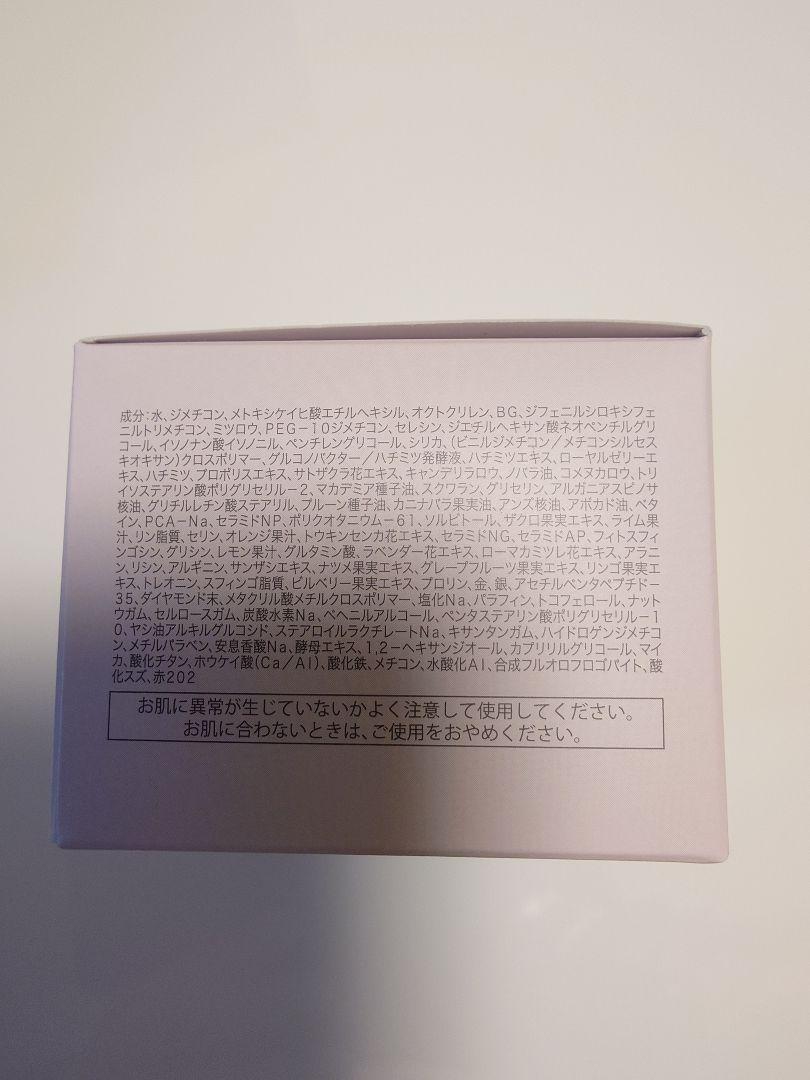 成分:水、ジメチコン、メトキシケイヒ酸エチルヘキシル、オクトクリレン、BG、ジフェニルシロキシフェ
ニルトリメチコン、ミツロウ、PEG-10ジメチコン、セレシン、ジエチルヘキサン酸ネオペンチルグリ
コール、イソノナン酸イソノニル、ペンチレングリコール、シリカ、(ビニルジメチコン/メチコンシルセス
キオキサン)クロスポリマー、グルコノバクター/ハチミツ発酵液、ハチミツエキス、ローヤルゼリーエ
キス、ハチミツ、プロポリスエキス、サトザクラ花エキス、キャンデリラロウ、ノバラ油、コメヌカロウ、トリ
イソステアリン酸ポリグリセリル-2、マカデミア種子油、スクワラン、グリセリン、アルガニアスピノサ
核油、グリチルレチン酸ステアリル、プルーン種子油、カニナバラ果実油、アンズ核油、アボカド油、ベタ
イン、PCA-Na、セラミドNP、ポリクオタニウム-61、ソルビトール、ザクロ果実エキス、ライム果
汁、リン脂質、セリン、オレンジ果汁、トウキンセンカ花エキス、セラミドNG、セラミドAP、フィトスフィ
ンゴシン、グリシン、レモン果汁、グルタミン酸、ラベンダー花エキス、ローマカミツレ花エキス、アラニ
ン、リシン、アルギニン、サンザシエキス、ナツメ果実エキス、グレープフルーツ果実エキス、リンゴ果実エ
キス、トレオニン、スフィンゴ脂質、ビルベリー果実エキス、プロリン、金、銀、アセチルペンタペプチド-
35、ダイヤモンド末、メタクリル酸メチルクロスポリマー、塩化Na、パラフィン、トコフェロール、ナット
ウガム、セルロースガム、炭酸水素Na、ベヘニルアルコール、ペンタステアリン酸ポリグリセリル-1
0、ヤシ油アルキルグルコシド、ステアロイルラクチレートNa、キサンタンガム、ハイドロゲンジメチコ
ン、メチルパラベン、安息香酸Na、酵母エキス、1,2-ヘキサンジオール、カプリリルグリコール、マイ
カ、酸化チタン、ホウケイ酸(Ca/Al)、酸化鉄、メチコン、水酸化Al、合成フルオロフロゴパイト、酸
化スズ、赤202
お肌に異常が生じていないかよく注意して使用してください。
お肌に合わないときは、ご使用をおやめください。